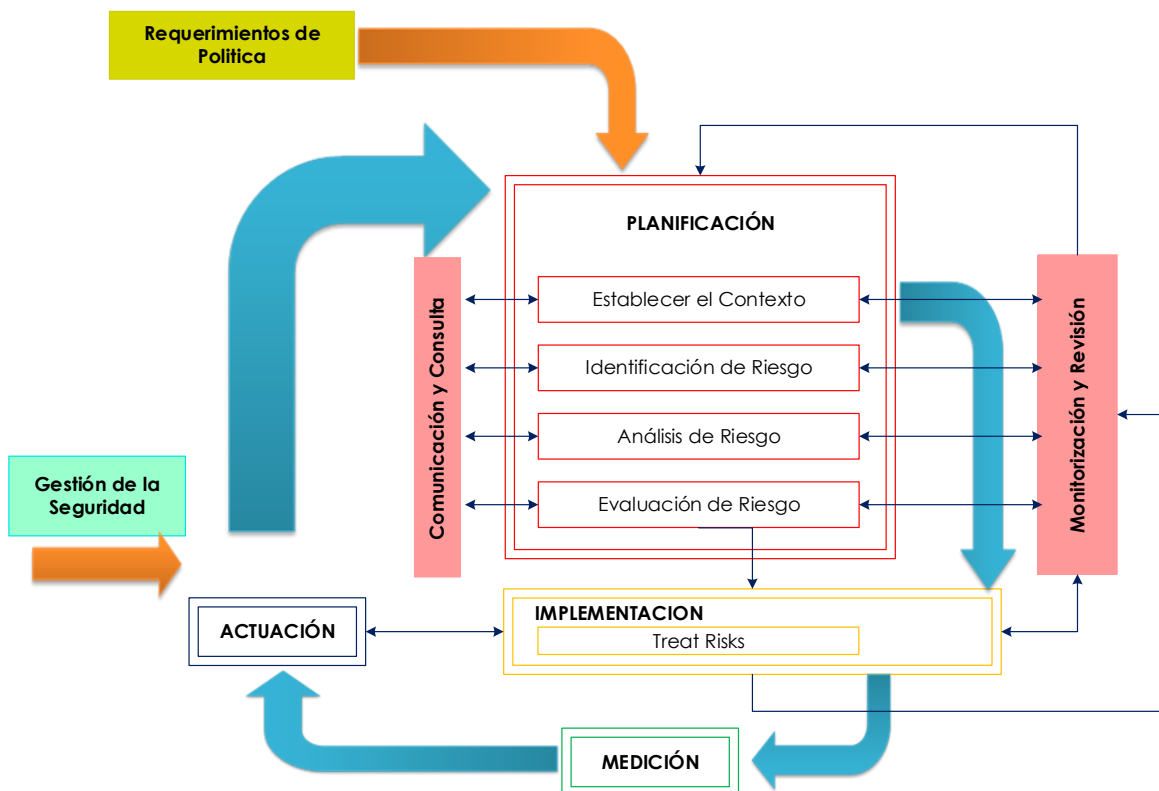 Requerimientos de
Politica
PLANIFICACIÓN
Establecer el Contexto
Identificación de Riesgo
Análisis de Riesgo
Evaluación de Riesgo
Comunicación y Consulta
Monitorización y Revisión
Gestión de la
Seguridad
ACTUACIÓN
IMPLEMENTACION
Treat Risks
MEDICIÓN